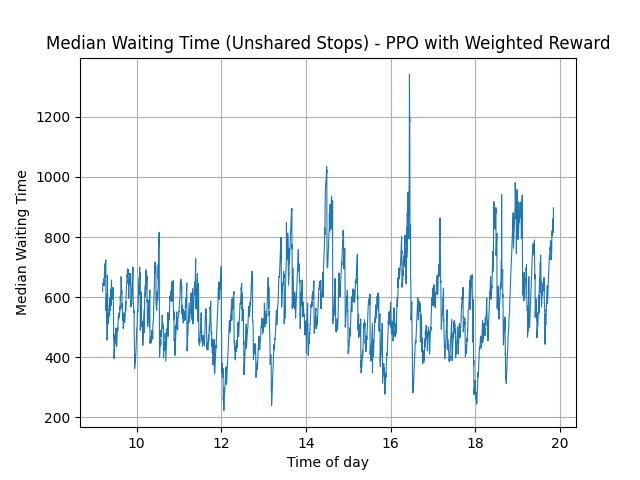 Median Waiting Time (Unshared Stops) - PPO with Weighted Reward
1200
1000
800
600
400
200
Median Waiting Time
10 12 14 16 18 20
Time of day